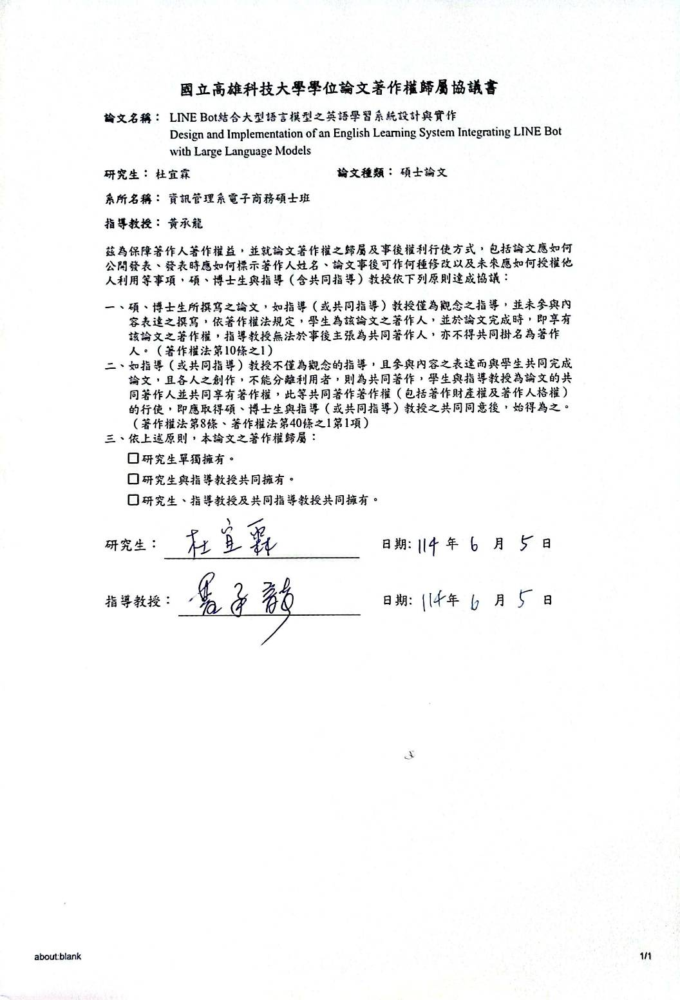 國立高雄科技大學學位論文著作權歸屬協議書
論文名稱： LINE Bot結合大型語言模型之英語學習系統設計與實作
Design and Implementation of an English Learning System Integrating LINE Bot
with Large Language Models
研究生：杜宜霖 論文種類：碩士論文
系所名稱：資訊管理系電子商務碩士班
指導教授：黃承龍
茲為保障著作人著作權益，並就論文著作權之歸屬及事後權利行使方式，包括論文應如何
公開發表、發表時應如何標示著作人姓名、論文事後可作何種修改以及未來應如何授權他
人利用等事項，碩、博士生與指導（含共同指導）教授依下列原則達成協議：
一、碩、博士生所撰寫之論文，如指導（或共同指導）教授僅為觀念之指導，並未參與內
容表達之撰寫，依著作權法規定，學生為該論文之著作人，並於論文完成時，即享有
該論文之著作權，指導教授無法於事後主張為共同著作人，亦不得共同掛名為著作
人。（著作權法第10條之1）
二、如指導（或共同指導）教授不僅為觀念的指導，且參與內容之表達而與學生共同完成
論文，且各人之創作，不能分離利用者，則為共同著作，學生與指導教授為論文的共
同著作人並共同享有著作權，此等共同著作著作權（包括著作財產權及著作人格權）
的行使，即應取得碩、博士生與指導（或共同指導）教授之共同同意後，始得為之。
（著作權法第8條、著作權法第40條之1第1項）
三、依上述原則，本論文之著作權歸屬：
□研究生單獨擁有。
□研究生與指導教授共同擁有。
□研究生、指導教授及共同指導教授共同擁有。
研究生：杜宜霖 日期: 114 年 6 月 5 日
指導教授：黃承龍 日期: 114 年 6 月 5 日
about:blank 1/1